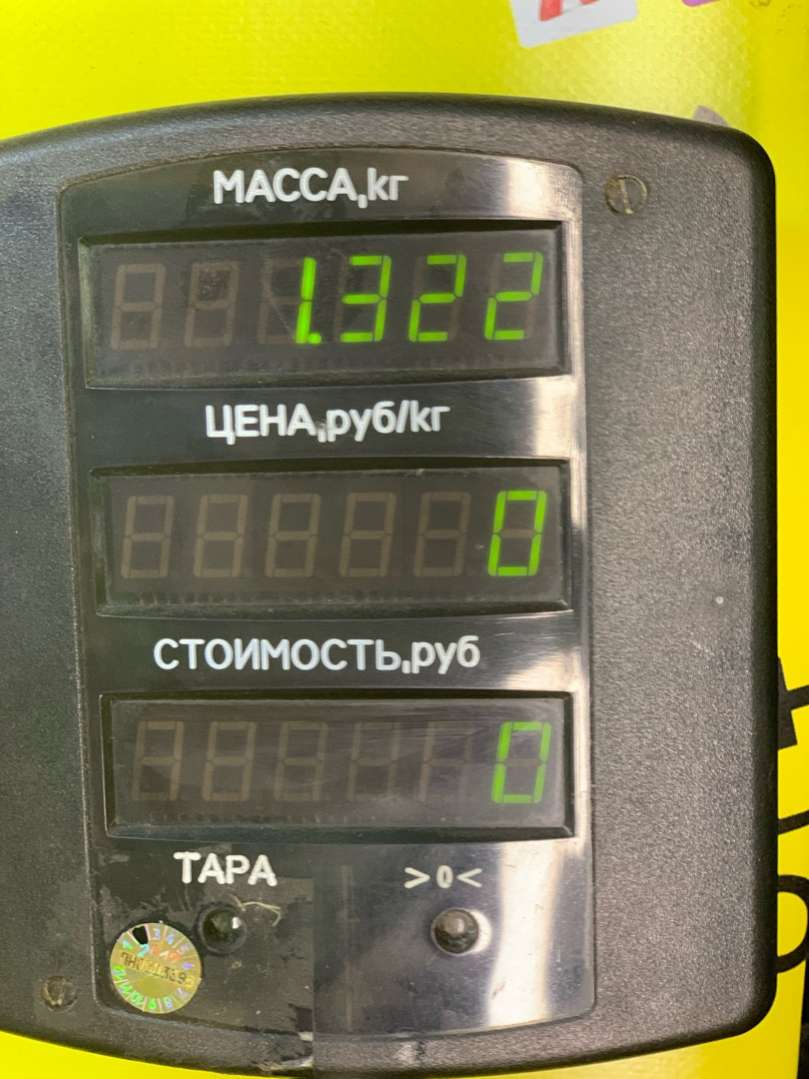 МАССА,кг
1.322
ЦЕНА,руб/кг
0
СТОИМОСТЬ,руб
0
ТАРА >0<